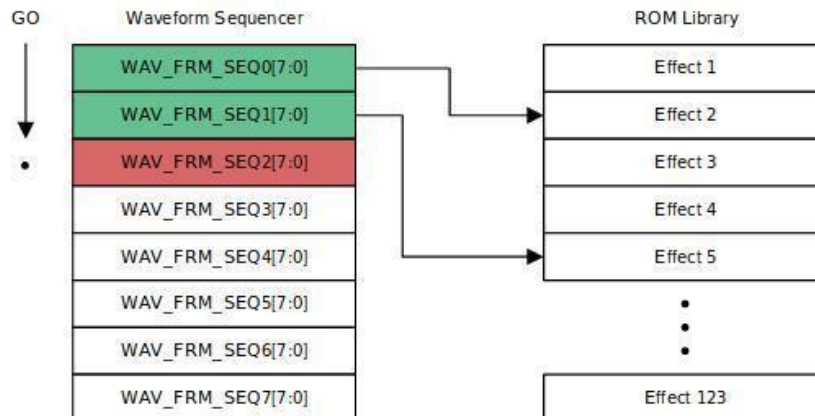 GO Waveform Sequencer ROM Library
WAV_FRM_SEQ0[7:0] Effect 1
WAV_FRM_SEQ1[7:0] Effect 2
WAV_FRM_SEQ2[7:0] Effect 3
WAV_FRM_SEQ3[7:0] Effect 4
WAV_FRM_SEQ4[7:0] Effect 5
WAV_FRM_SEQ5[7:0]
WAV_FRM_SEQ6[7:0]
WAV_FRM_SEQ7[7:0] Effect 123